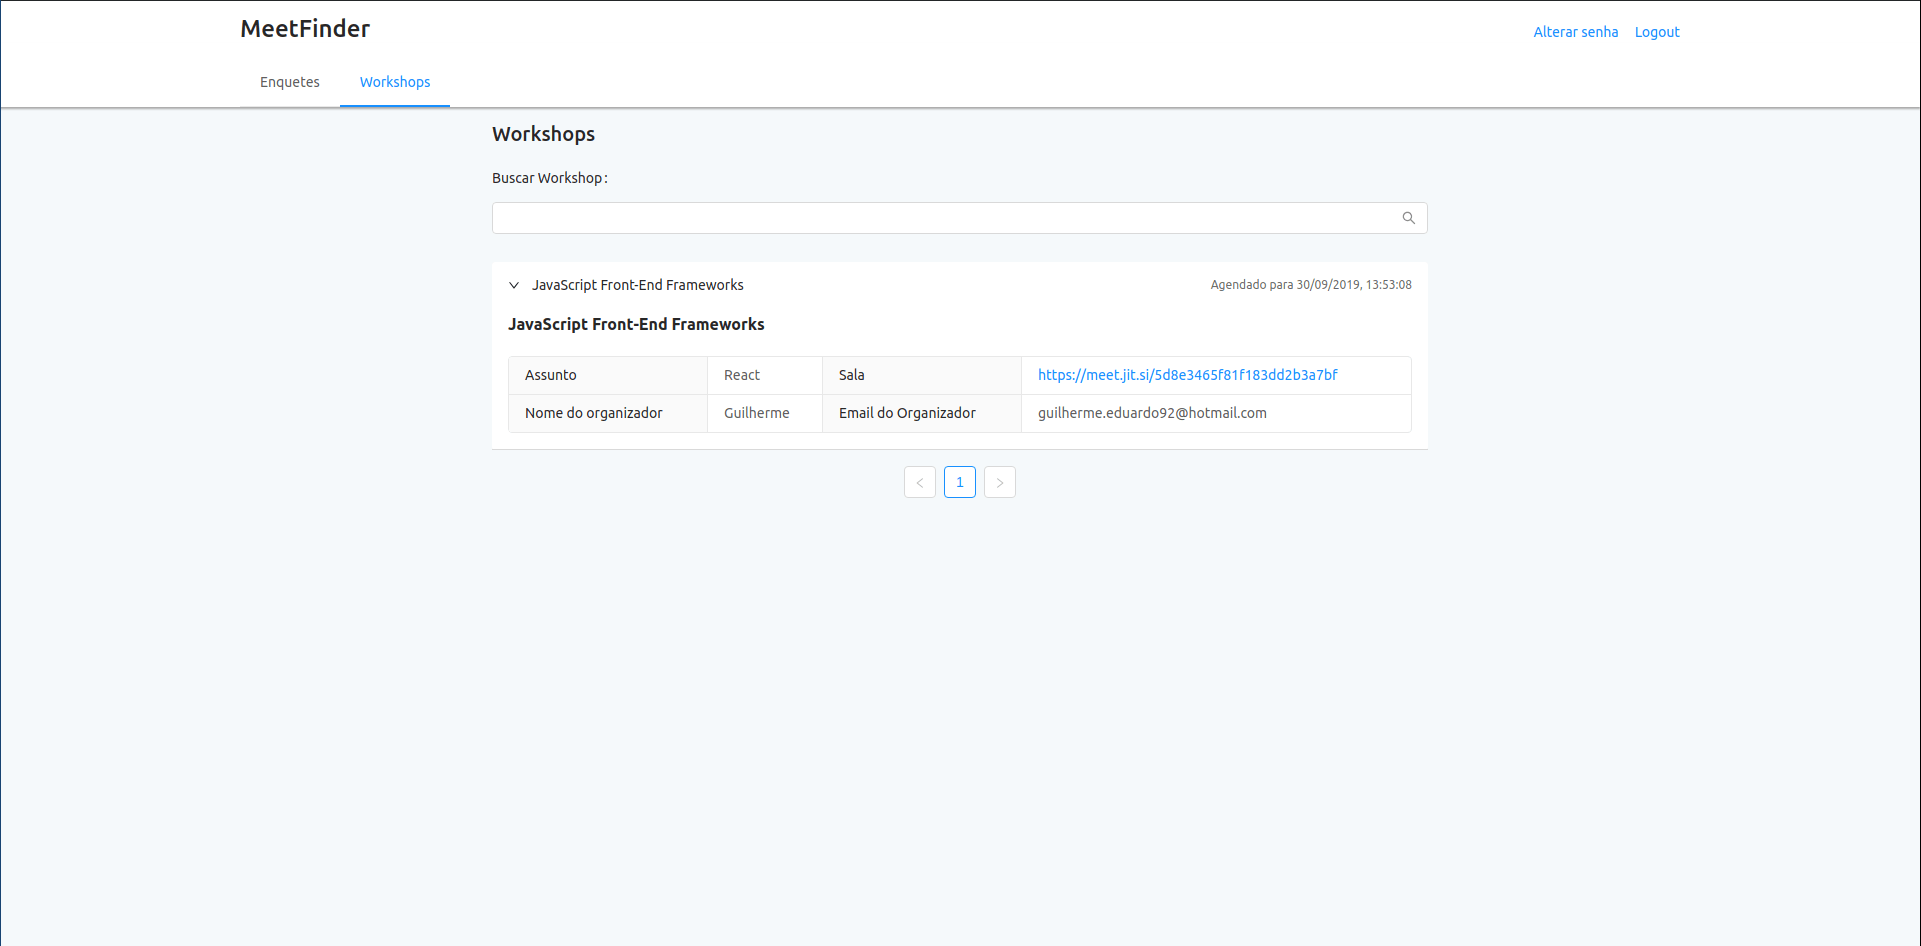 MeetFinder
Alterar senha Logout
Enquetes Workshops
Workshops
Buscar Workshop:
JavaScript Front-End Frameworks Agendado para 30/09/2019, 13:53:08
JavaScript Front-End Frameworks
Assunto React Sala https://meet.jit.si/5d8e3465f81f183dd2b3a7bf
Nome do organizador Guilherme Email do Organizador guilherme.eduardo92@hotmail.com
< 1 >